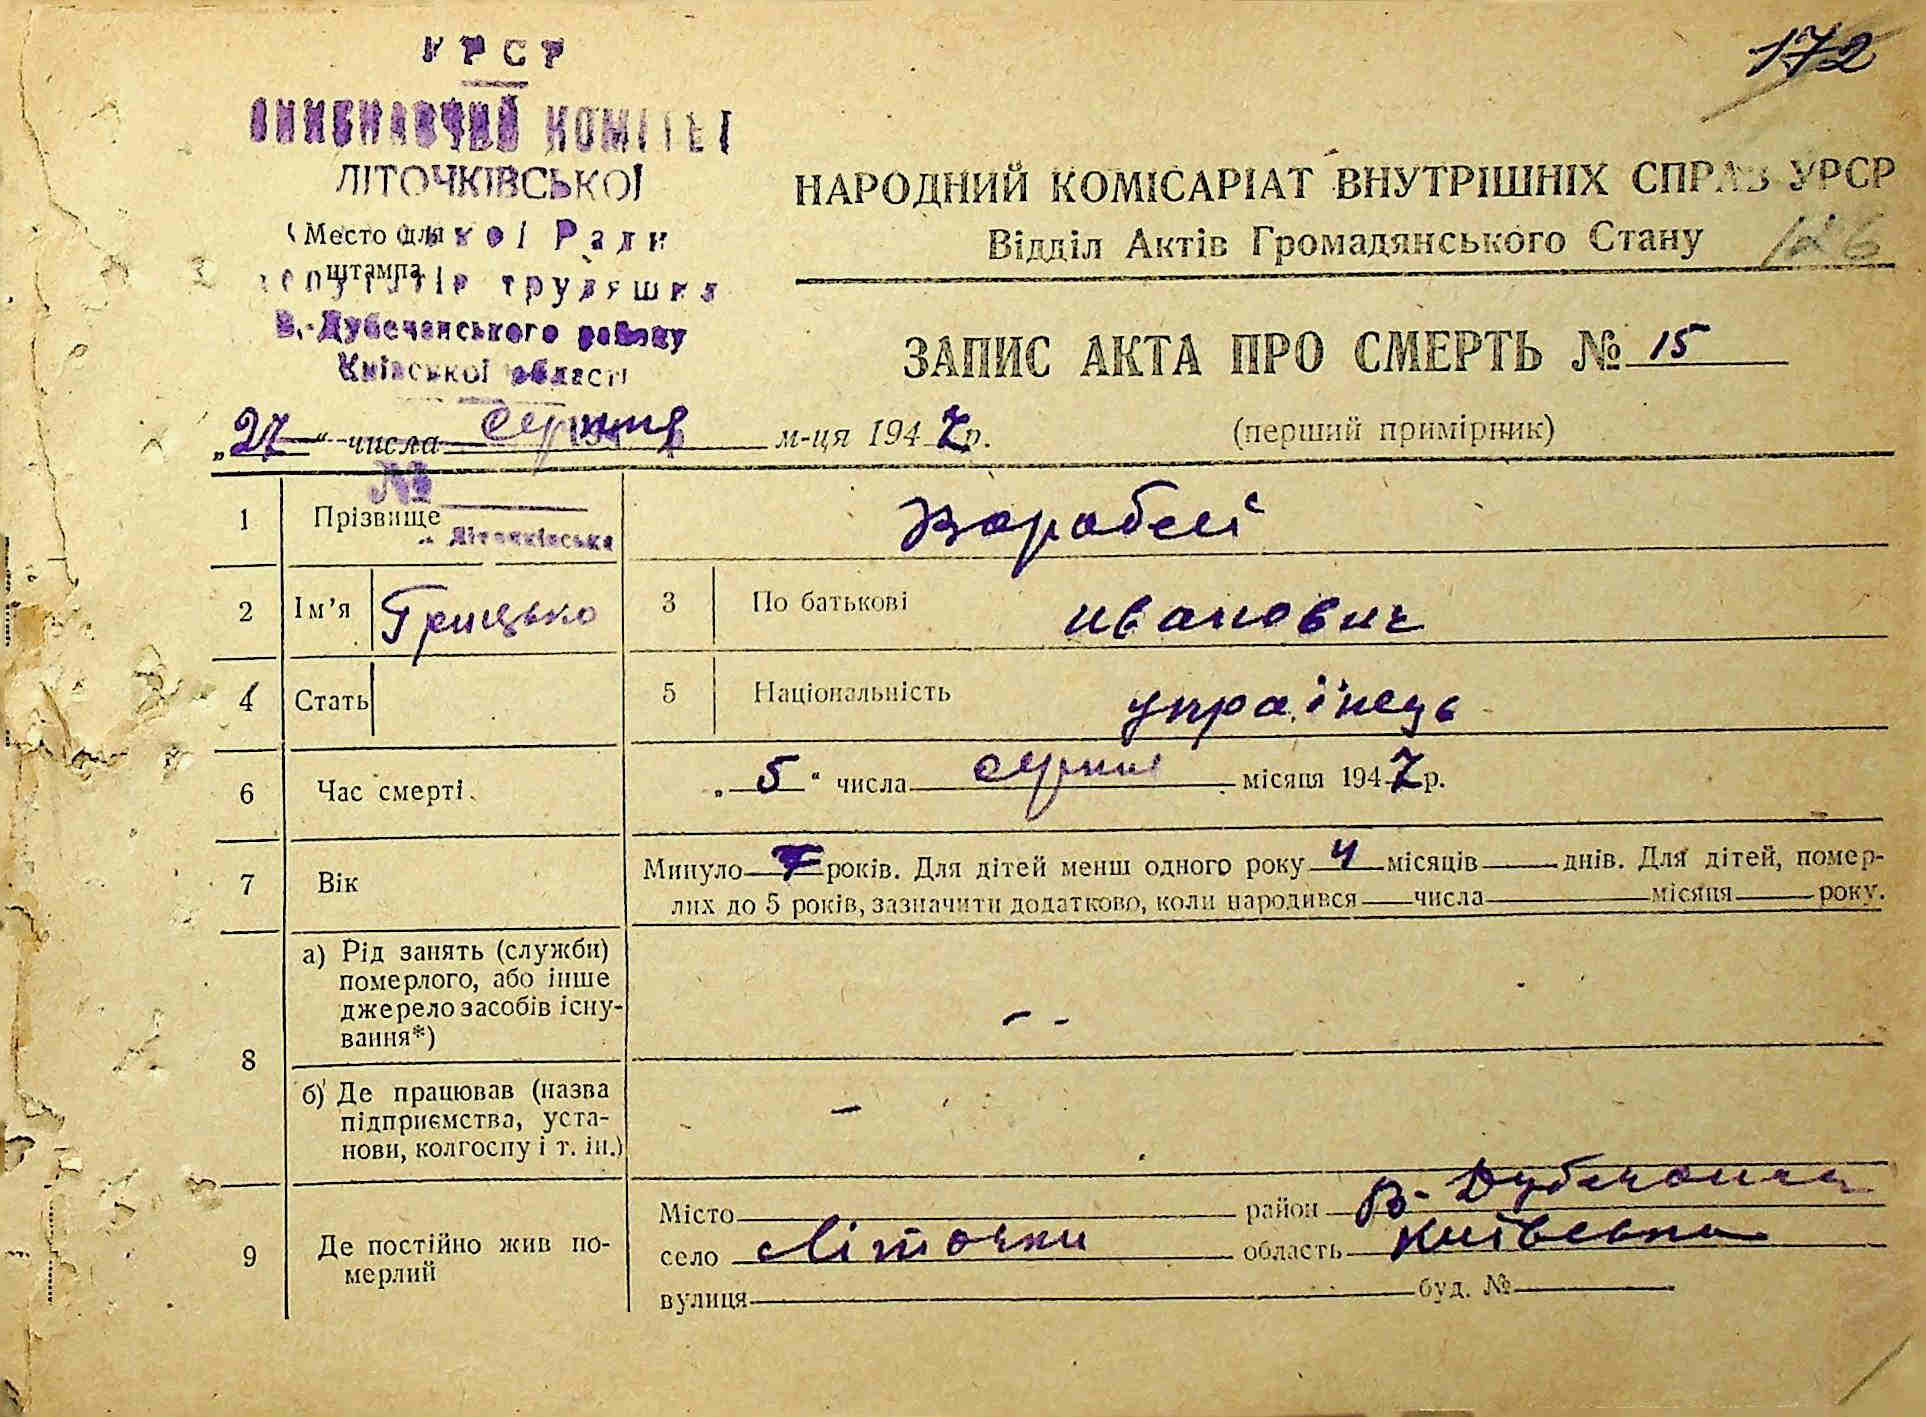 УРСР
172
ВИКОНАВЧИЙ КОМІТЕТ
ЛІТОЧКІВСЬКОЇ
НАРОДНИЙ КОМІСАРІАТ ВНУТРІШНІХ СПРАВ УРСР
Место для Ради
Відділ Актів Громадянського Стану 126
штампа
депутатів трудящих
В.-Дубечанського району
Київської області
ЗАПИС АКТА ПРО СМЕРТЬ № 15
„27“ числа серпня м-ця 1947 р.
(перший примірник)
№
1 Прізвище Воробей
Літочківська
2 Ім’я Грицько 3 По батькові иванович
4 Стать 5 Національність українець
6 Час смерті. „5“ числа серпня місяця 1947 р.
7 Вік Минуло років. Для дітей менш одного року 4 місяців днів. Для дітей, помер-
лих до 5 років, зазначити додатково, коли народився числа місяця року.
8 а) Рід занять (служби)
померлого, або інше
джерело засобів існу-
вання*) - -
б) Де працював (назва
підприємства, уста-
нови, колгоспу і т. ін.) -
9 Де постійно жив по-
мерлий
Місто район В-Дубечанськ
село Літочки область Київська
вулиця буд. №